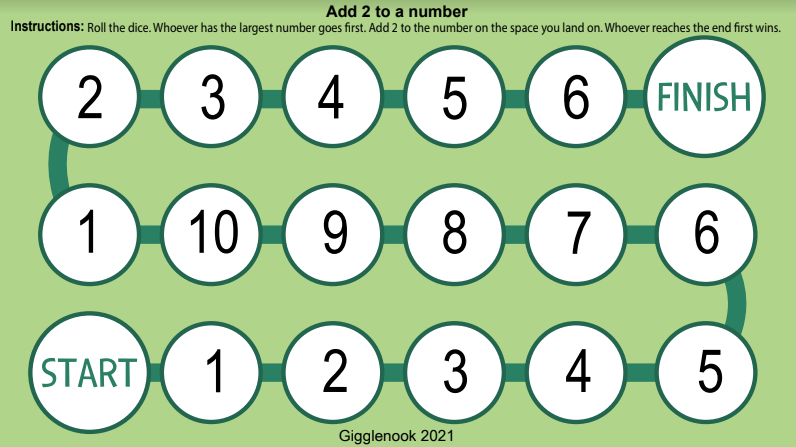 Add 2 to a number
Instructions: Roll the dice. Whoever has the largest number goes first. Add 2 to the number on the space you land on. Whoever reaches the end first wins.
2 3 4 5 6 FINISH
1 10 9 8 7 6
START 1 2 3 4 5
Gigglenook 2021